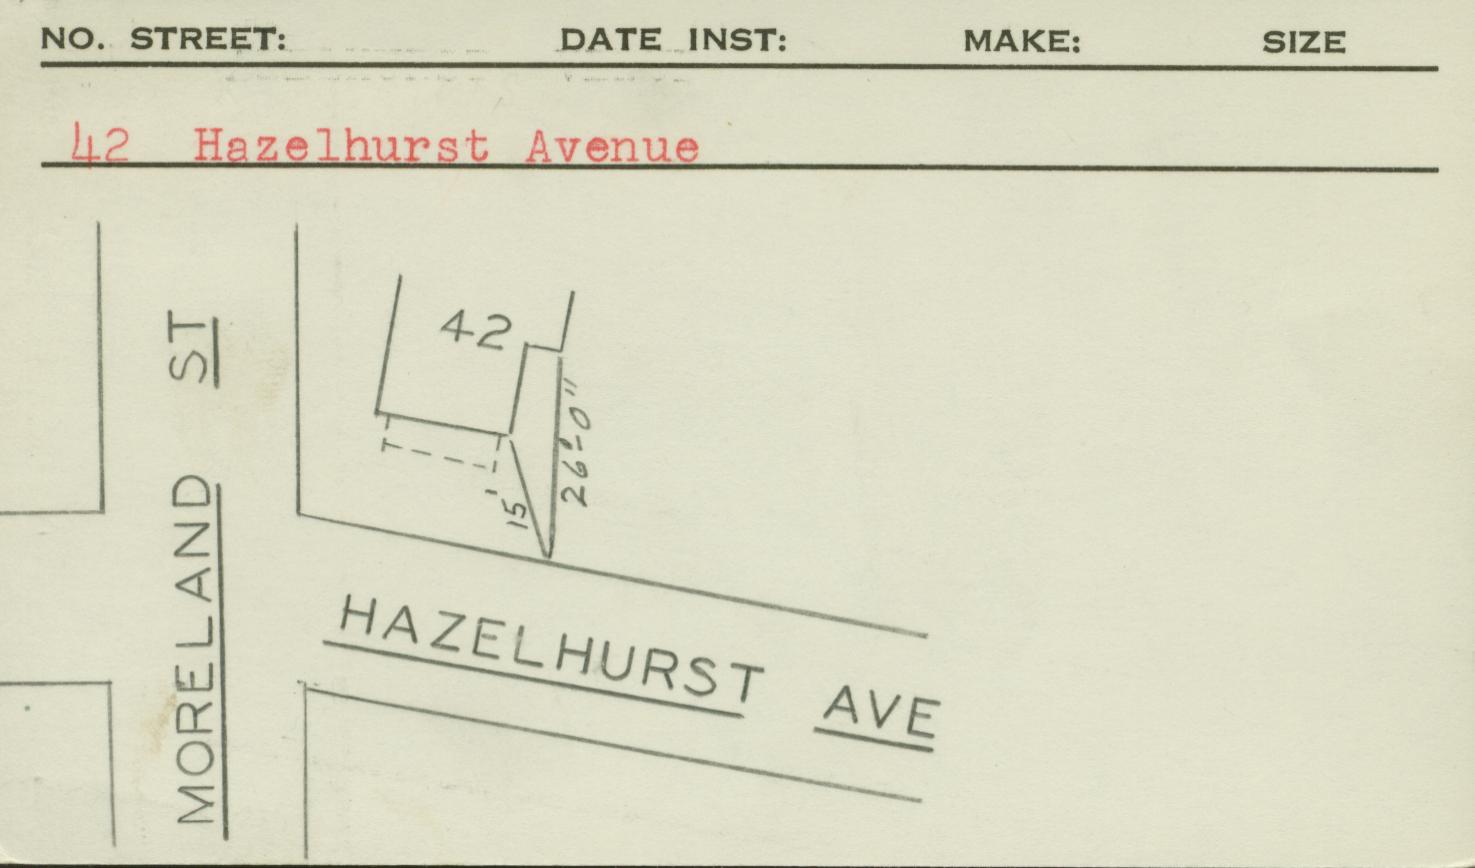 NO. STREET: DATE INST: MAKE: SIZE
42 Hazelhurst Avenue
42
26'-0"
15'
MORELAND ST
HAZELHURST AVE